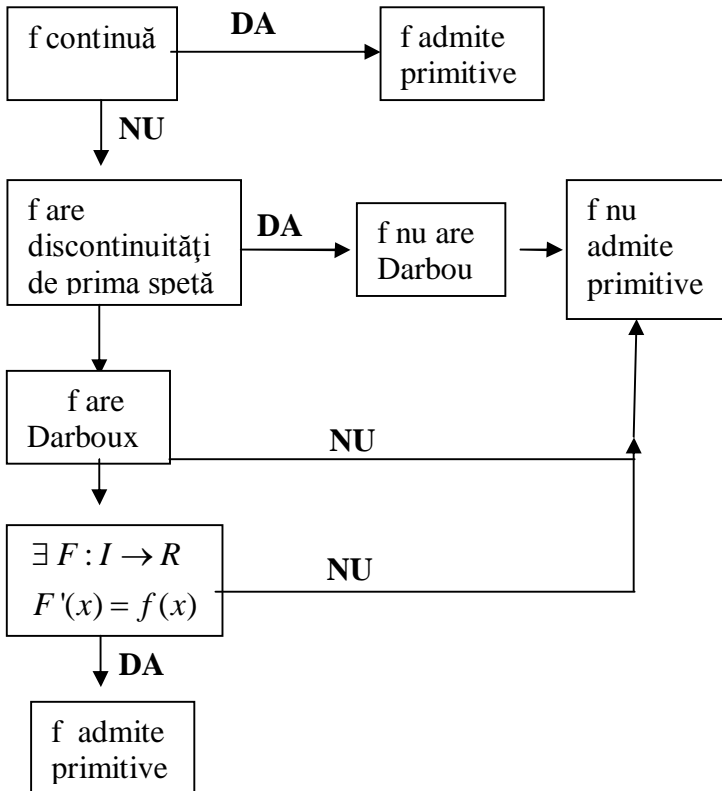 f continuă
DA
f admite
primitive
NU
f are
discontinuităţi
de prima speţă
DA
f nu are
Darbou
f nu
admite
primitive
f are
Darboux
NU
∃ F : I → R
F'(x) = f(x)
NU
DA
f admite
primitive